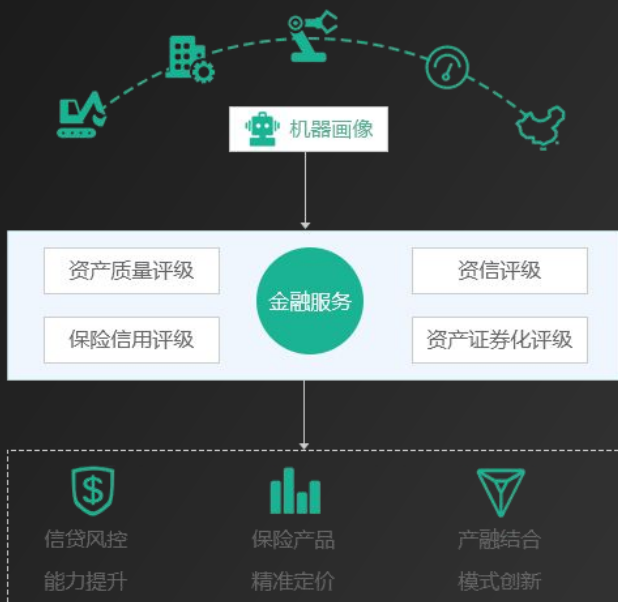 机器画像
资产质量评级
金融服务
资信评级
保险信用评级
资产证券化评级
信贷风控
保险产品
产融结合
能力提升
精准定价
模式创新